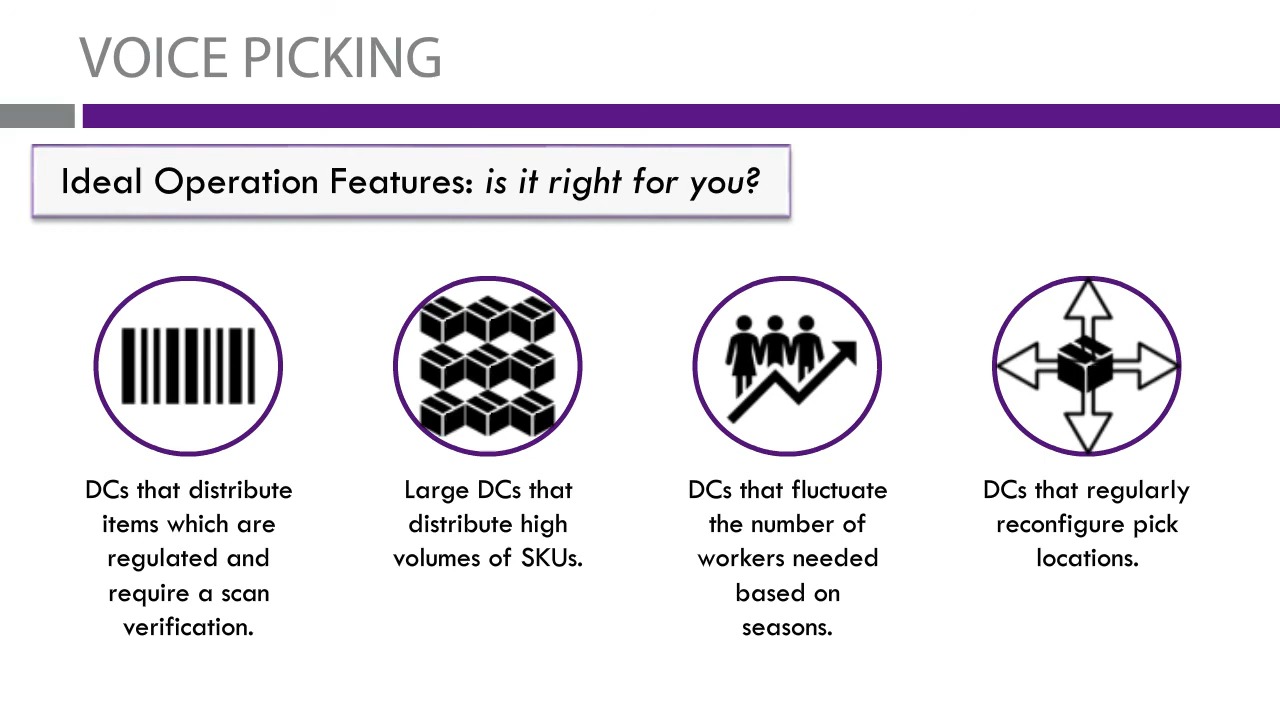 VOICE PICKING
Ideal Operation Features: is it right for you?
DCs that distribute
items which are
regulated and
require a scan
verification.
Large DCs that
distribute high
volumes of SKUs.
DCs that fluctuate
the number of
workers needed
based on
seasons.
DCs that regularly
reconfigure pick
locations.